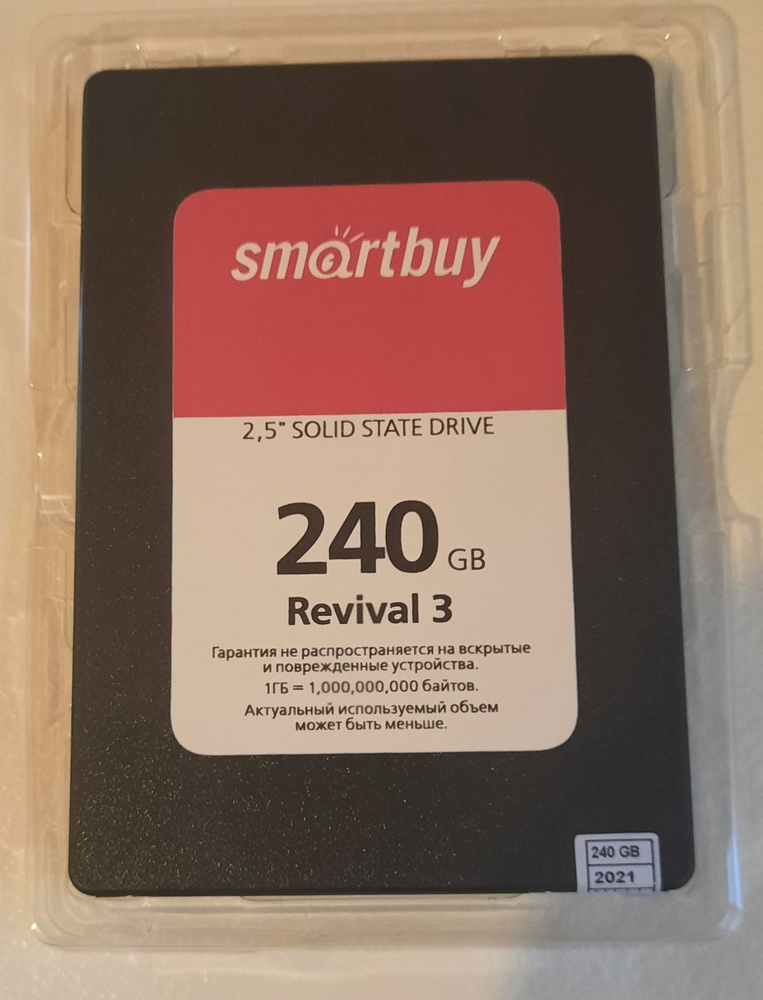 smartbuy
2,5" SOLID STATE DRIVE
240 GB
Revival 3
Гарантия не распространяется на вскрытые
и поврежденные устройства.
1ГБ = 1,000,000,000 байтов.
Актуальный используемый объем
может быть меньше.
240 GB
2021